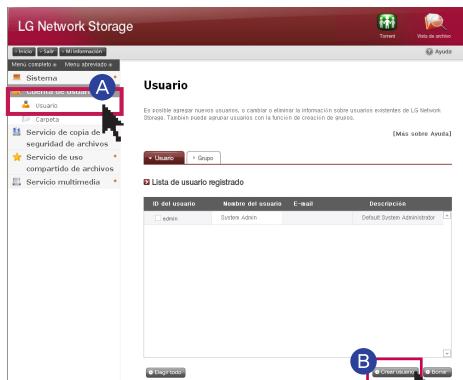 LG Network Storage
Torrent
Vista de archivo
Inicio Salir Mi Información
Ayuda
Menú completo Menú abreviado
Sistema
A
Cuenta de usuario
Usuario
Carpeta
Servicio de copia de
seguridad de archivos
Servicio de uso
compartido de archivos
Servicio multimedia
Usuario
Es posible agregar nuevos usuarios, o cambiar o eliminar la información sobre usuarios existentes de LG Network
Storage. Tambien puede agrupar usuarios con la función de creación de grupos.
[Más sobre Ayuda]
Usuario
Grupo
Lista de usuario registrado
ID del usuario Nombre del usuario E-mail Descripción
admin System Admin Default System Administrator
B
Elegir todo
Crear usuario
Borrar